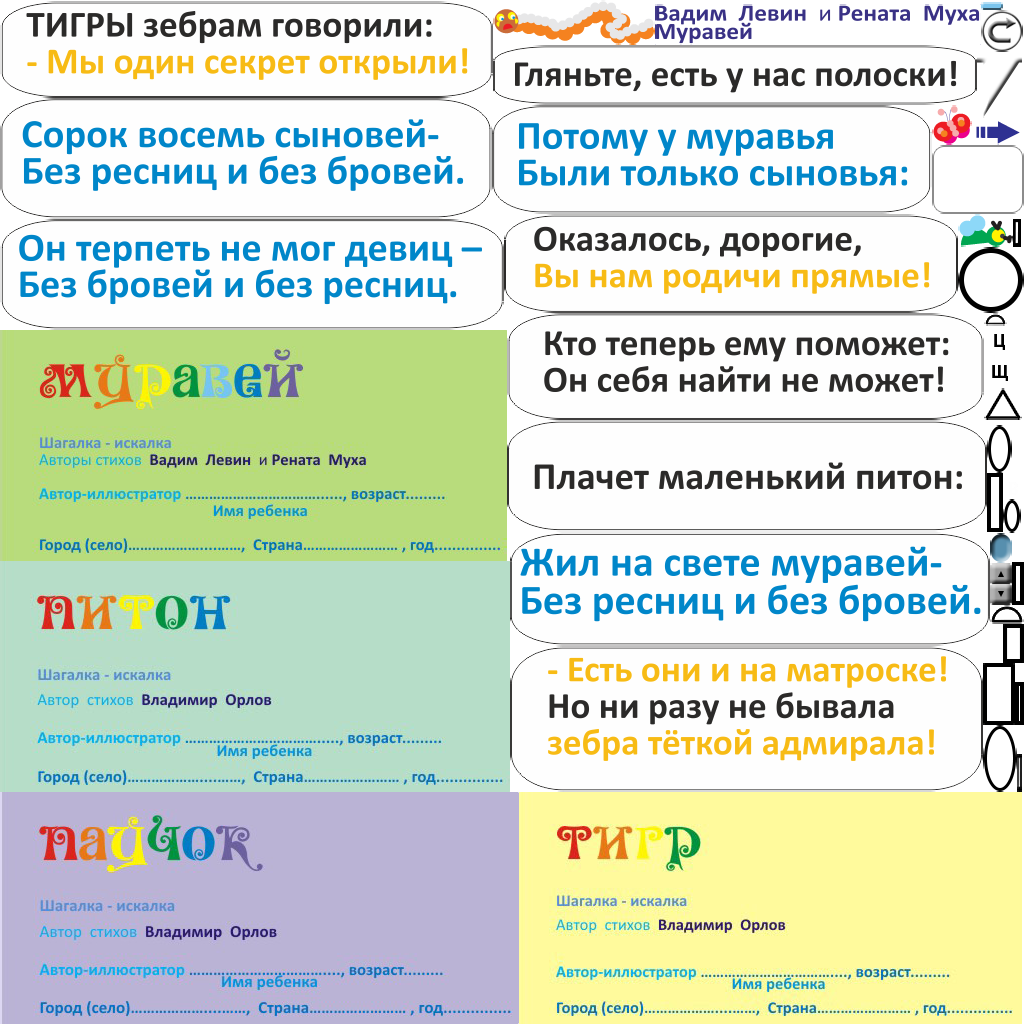 ТИГРЫ зебрам говорили:
- Мы один секрет открыли!
Вадим Левин и Рената Муха
Муравей
Гляньте, есть у нас полоски!
Сорок восемь сыновей-
Без ресниц и без бровей.
Потому у муравья
Были только сыновья:
Он терпеть не мог девиц –
Без бровей и без ресниц.
Оказалось, дорогие,
Вы нам родичи прямые!
Кто теперь ему поможет:
Он себя найти не может!
Ц
Щ
Плачет маленький питон:
Жил на свете муравей-
Без ресниц и без бровей.
- Есть они и на матроске!
Но ни разу не бывала
зебра тёткой адмирала!
муравей
Шагалка - искалка
Авторы стихов Вадим Левин и Рената Муха
Автор-иллюстратор ....................................., возраст.........
Имя ребенка
Город (село)........................, Страна........................ , год...............
питон
Шагалка - искалка
Автор стихов Владимир Орлов
Автор-иллюстратор ....................................., возраст.........
Имя ребенка
Город (село)........................, Страна........................ , год...............
паучок
Шагалка - искалка
Автор стихов Владимир Орлов
Автор-иллюстратор ....................................., возраст.........
Имя ребенка
Город (село)........................, Страна........................ , год...............
тигр
Шагалка - искалка
Автор стихов Владимир Орлов
Автор-иллюстратор ....................................., возраст.........
Имя ребенка
Город (село)........................, Страна........................ , год...............